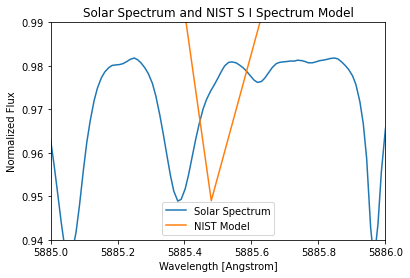 Solar Spectrum and NIST S I Spectrum Model
Normalized Flux
0.99
0.98
0.97
0.96
0.95
0.94
Solar Spectrum
NIST Model
5885.0 5885.2 5885.4 5885.6 5885.8 5886.0
Wavelength [Angstrom]